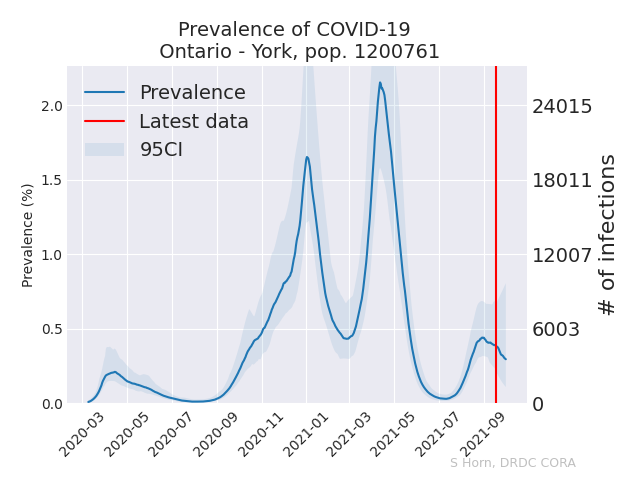 Prevalence of COVID-19
Ontario - York, pop. 1200761
Prevalence
Latest data
95CI
2.0
1.5
1.0
0.5
0.0
Prevalence (%)
24015
18011
12007
6003
0
# of infections
2020-03
2020-05
2020-07
2020-09
2020-11
2021-01
2021-03
2021-05
2021-07
2021-09
S Horn, DRDC CORA